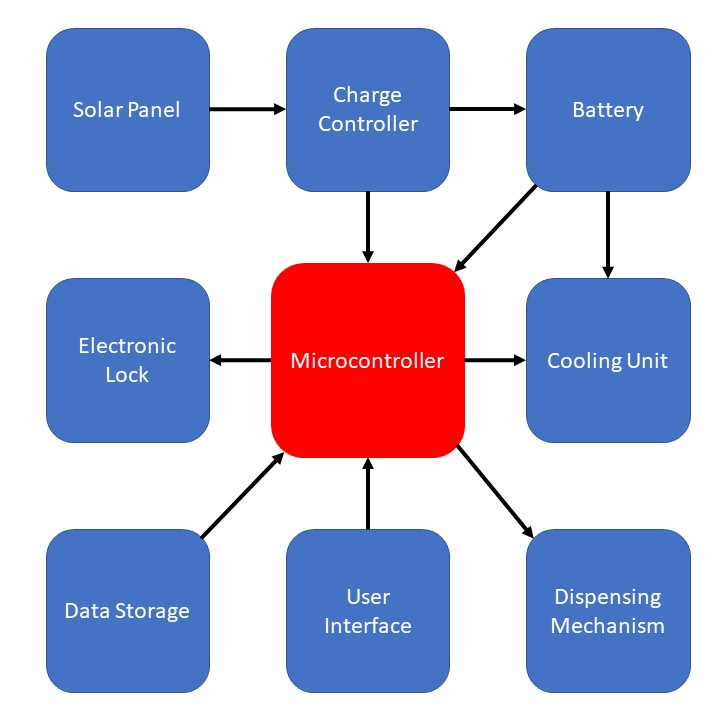 Solar Panel
Charge
Controller
Battery
Electronic
Lock
Microcontroller
Cooling Unit
Data Storage
User
Interface
Dispensing
Mechanism